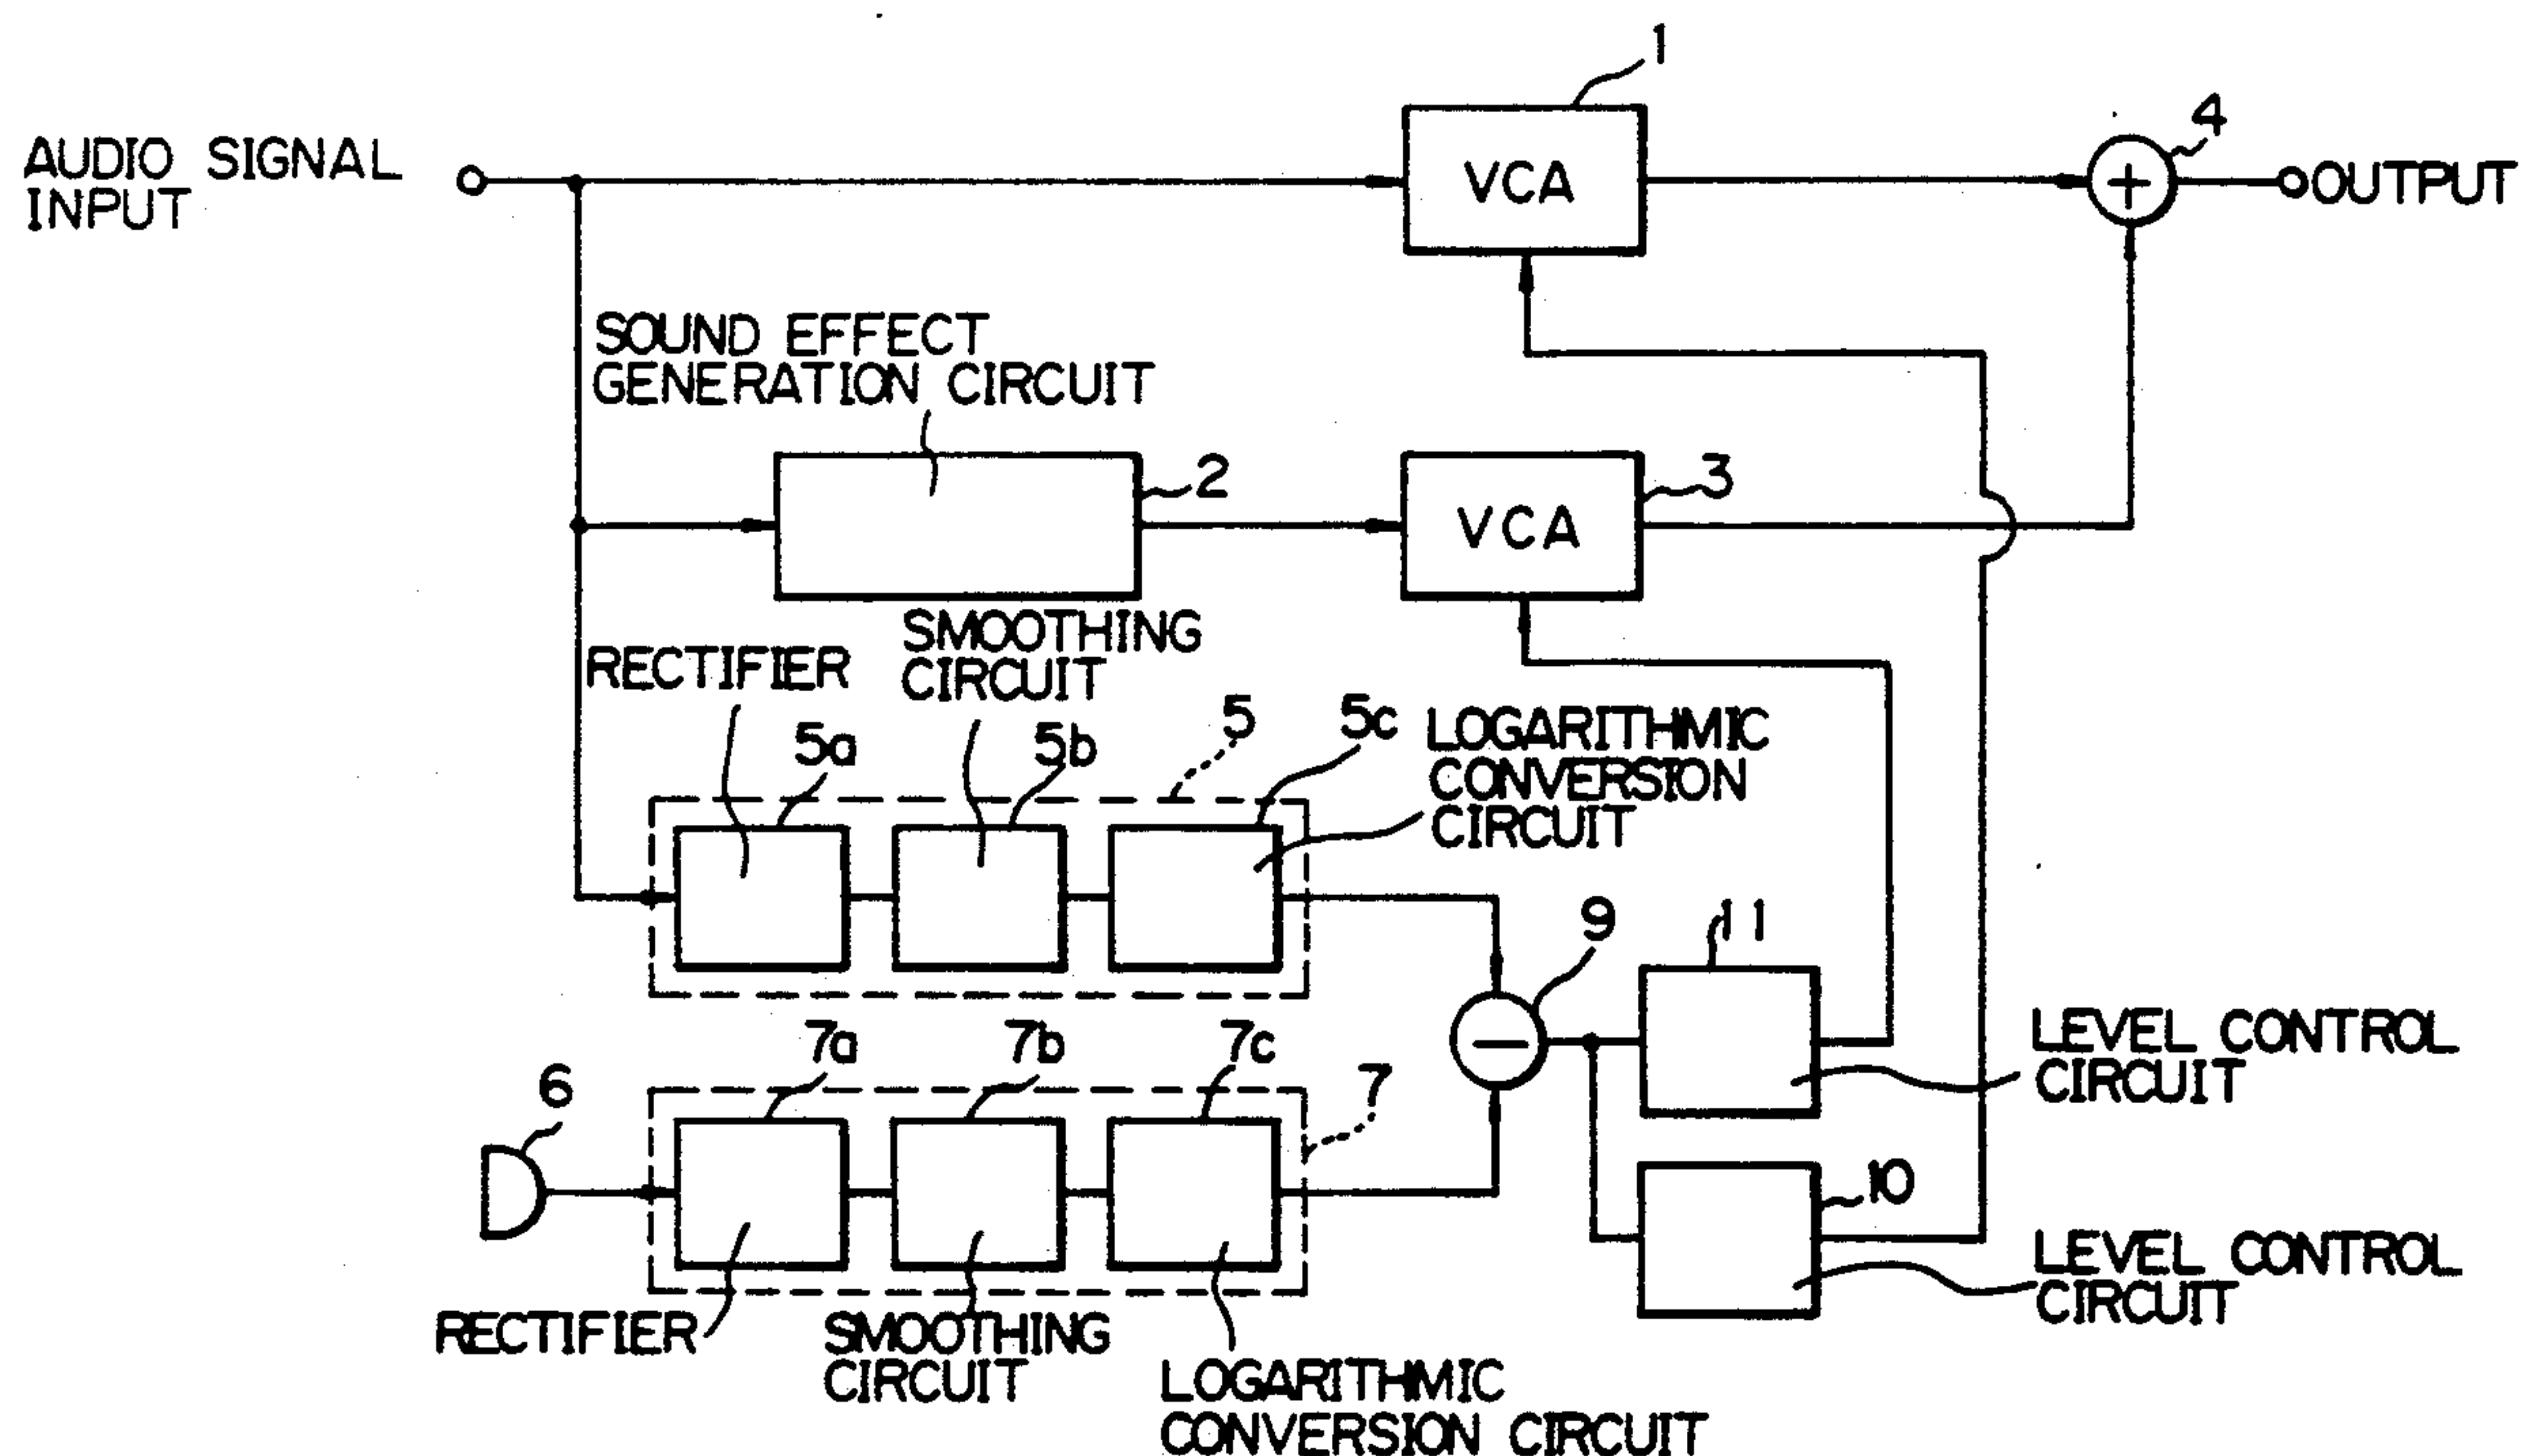 1
4
AUDIO SIGNAL
INPUT
VCA
+
OUTPUT
SOUND EFFECT
GENERATION CIRCUIT
2
VCA
3
SMOOTHING
CIRCUIT
RECTIFIER
5a
5b
5
5c
LOGARITHMIC
CONVERSION
CIRCUIT
9
11
−
LEVEL CONTROL
CIRCUIT
6
7a
7b
7c
7
10
LEVEL CONTROL
CIRCUIT
RECTIFIER
SMOOTHING
CIRCUIT
LOGARITHMIC
CONVERSION CIRCUIT